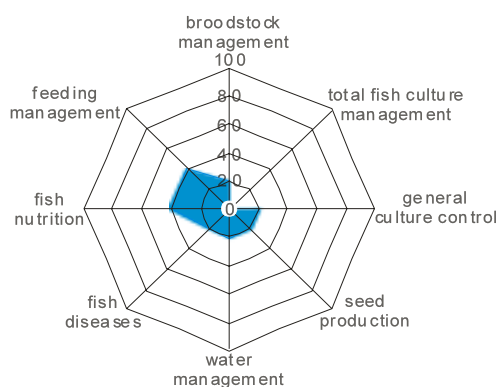 broodstock
management
100
80
60
40
20
0
total fish culture
management
general
culture control
seed
production
water
management
fish
diseases
fish
nutrition
feeding
management